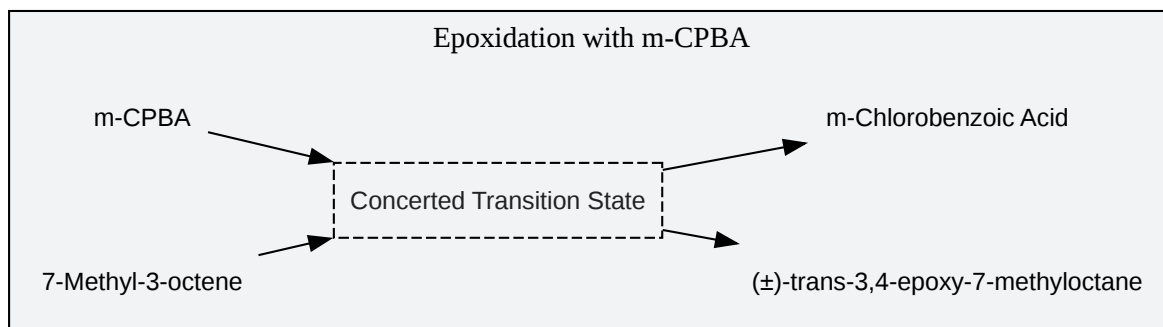 Epoxidation with m-CPBA
m-CPBA
m-Chlorobenzoic Acid
Concerted Transition State
7-Methyl-3-octene
(±)-trans-3,4-epoxy-7-methyloctane